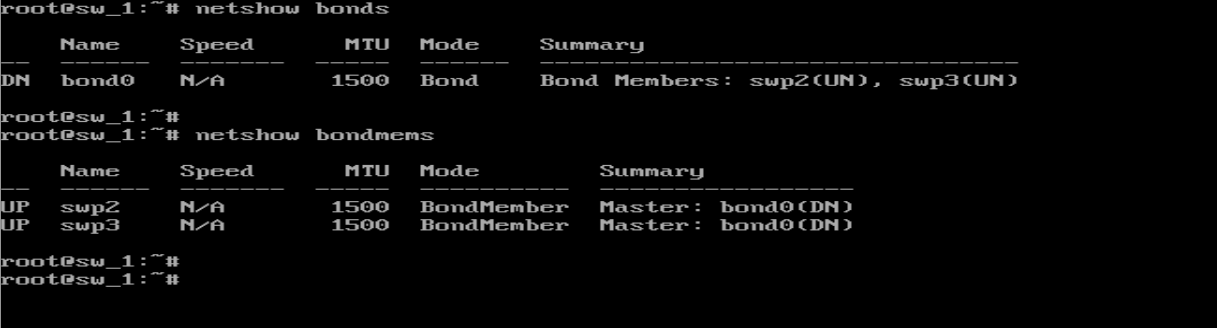 root@sw_1:~# netshow bonds
    Name    Speed      MTU  Mode    Summary
--  ------  -------  -----  ------  --------------------------------
DN  bond0   N/A       1500  Bond    Bond Members: swp2(UN), swp3(UN)
root@sw_1:~#
root@sw_1:~# netshow bondmems
    Name    Speed      MTU  Mode        Summary
--  ------  -------  -----  ----------  -----------------
UP  swp2    N/A       1500  BondMember  Master: bond0(DN)
UP  swp3    N/A       1500  BondMember  Master: bond0(DN)
root@sw_1:~#
root@sw_1:~#